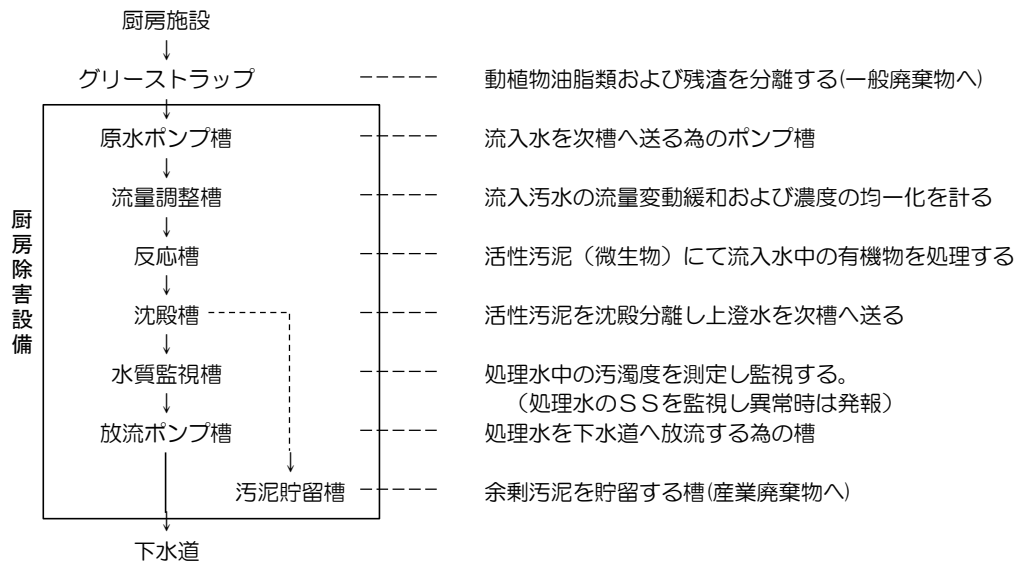 厨房施設
↓
グリーストラップ ----- 動植物油脂類および残渣を分離する(一般廃棄物へ)
↓
原水ポンプ槽 ----- 流入水を次槽へ送る為のポンプ槽
↓
流量調整槽 ----- 流入汚水の流量変動緩和および濃度の均一化を計る
↓
厨房除害設備
反応槽 ----- 活性汚泥（微生物）にて流入水中の有機物を処理する
↓
沈殿槽 ----- 活性汚泥を沈殿分離し上澄水を次槽へ送る
↓
水質監視槽 ----- 処理水中の汚濁度を測定し監視する。
↓ （処理水のＳＳを監視し異常時は発報）
放流ポンプ槽 ----- 処理水を下水道へ放流する為の槽
汚泥貯留槽 ----- 余剰汚泥を貯留する槽(産業廃棄物へ)
↓
下水道